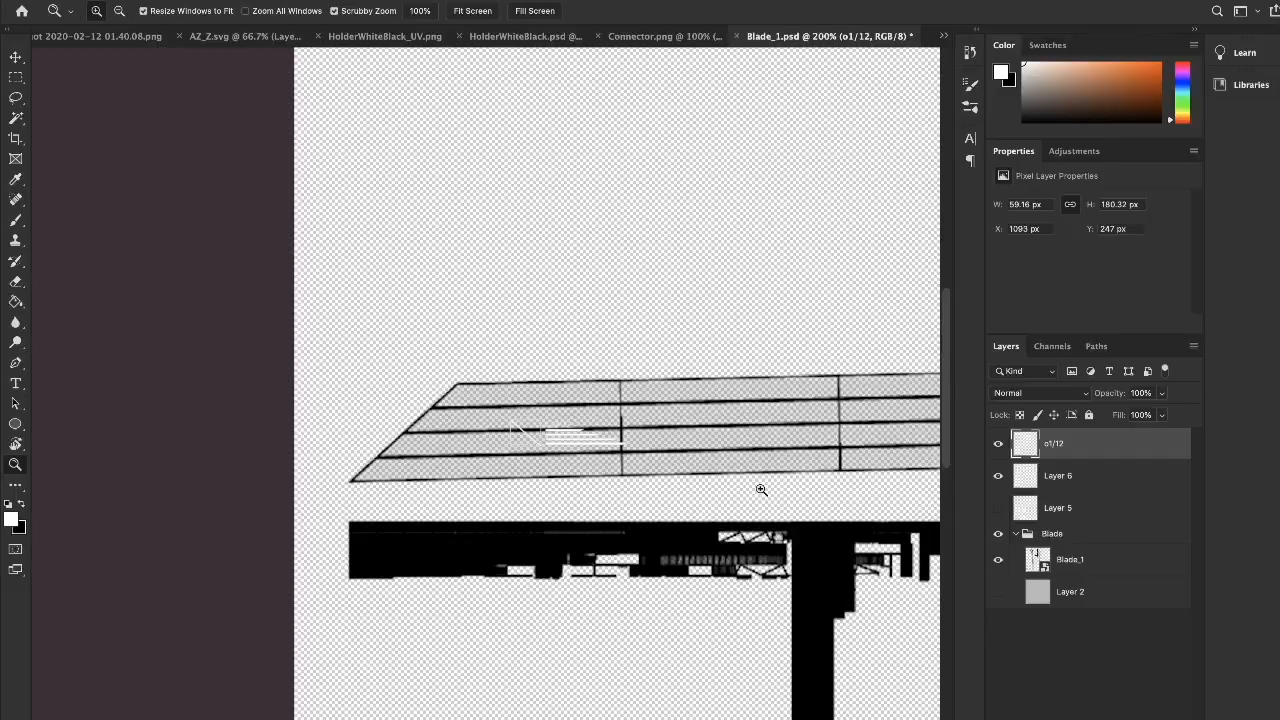 Resize Windows to Fit
All Windows
Scrubby Zoom
100%
Fit Screen
Fill Screen
ot 2020-02-12 01.40.08.png
AZ_Z.svg @ 66.7% (Laye...
HolderWhiteBlack_UV.png
HolderWhiteBlack.psd @...
Connector.png @ 100% (...
Blade_1.psd @ 200% (o1/12, RGB/8) *
Color
Swatches
Learn
Libraries
Properties
Adjustments
Pixel Layer Properties
W: 59.16 px
H: 180.32 px
X: 1093 px
Y: 247 px
Layers
Channels
Paths
Kind
Normal
Opacity: 100%
Lock:
Fill: 100%
o1/12
Layer 6
Layer 5
Blade
Blade_1
Layer 2